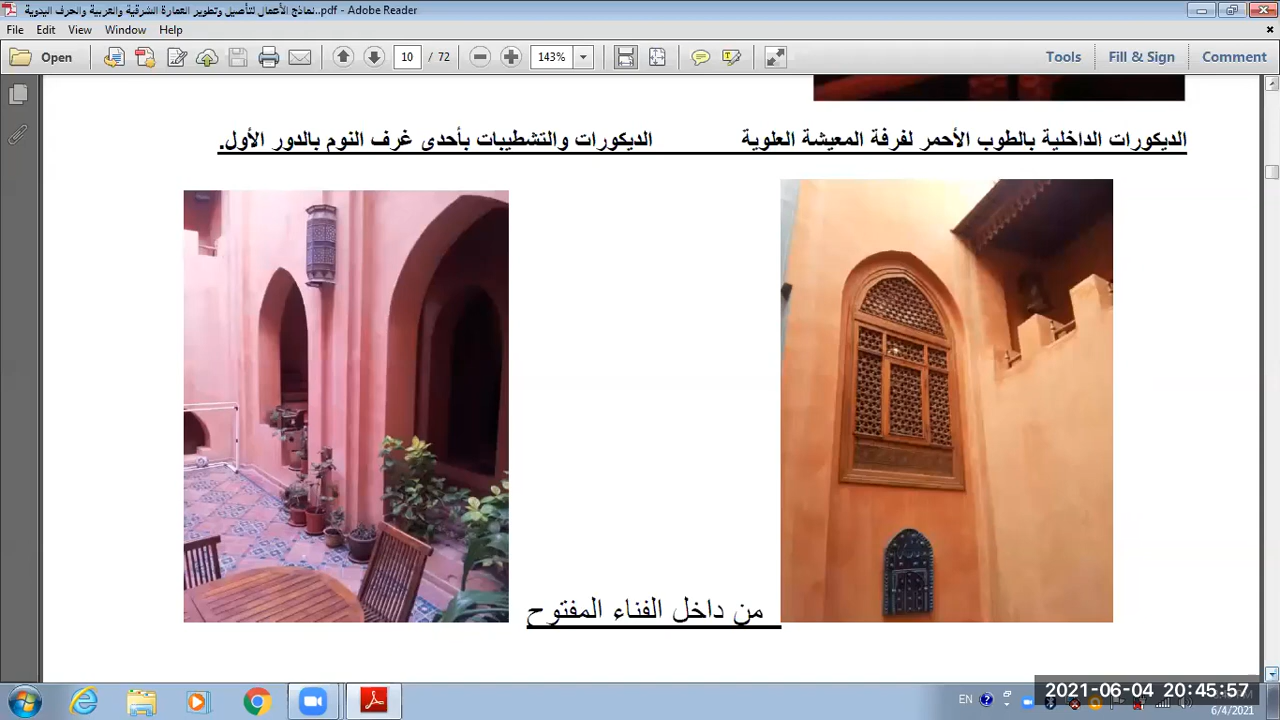 نماذج الأعمال لتأصيل وتطوير العمارة الشرقية والعربية والحرف اليدوية..pdf - Adobe Reader
File Edit View Window Help
Open 10 / 72 143% Tools Fill & Sign Comment
الديكورات الداخلية بالطوب الأحمر لفرفة المعيشة العلوية الديكورات والتشطيبات بأحدى غرف النوم بالدور الأول.
من داخل الفناء المفتوح
EN
2021-06-04 20:45:57
6/4/2021